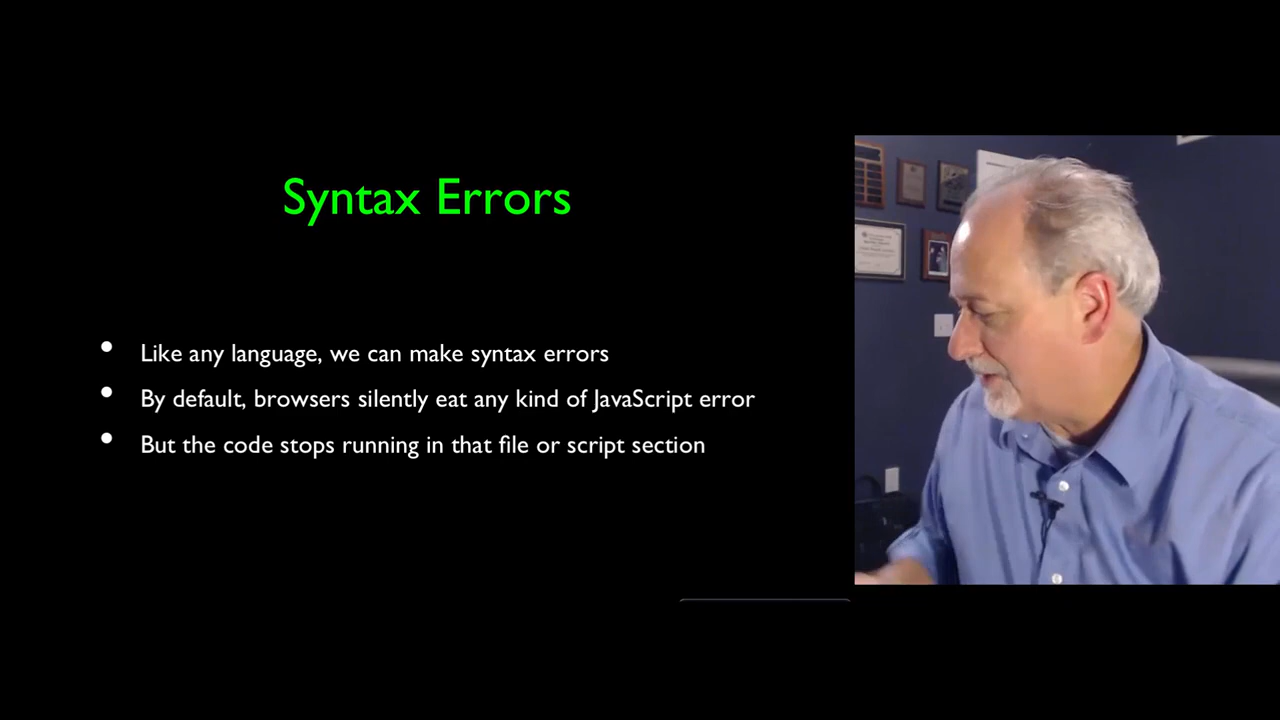 Syntax Errors
• Like any language, we can make syntax errors
• By default, browsers silently eat any kind of JavaScript error
• But the code stops running in that file or script section